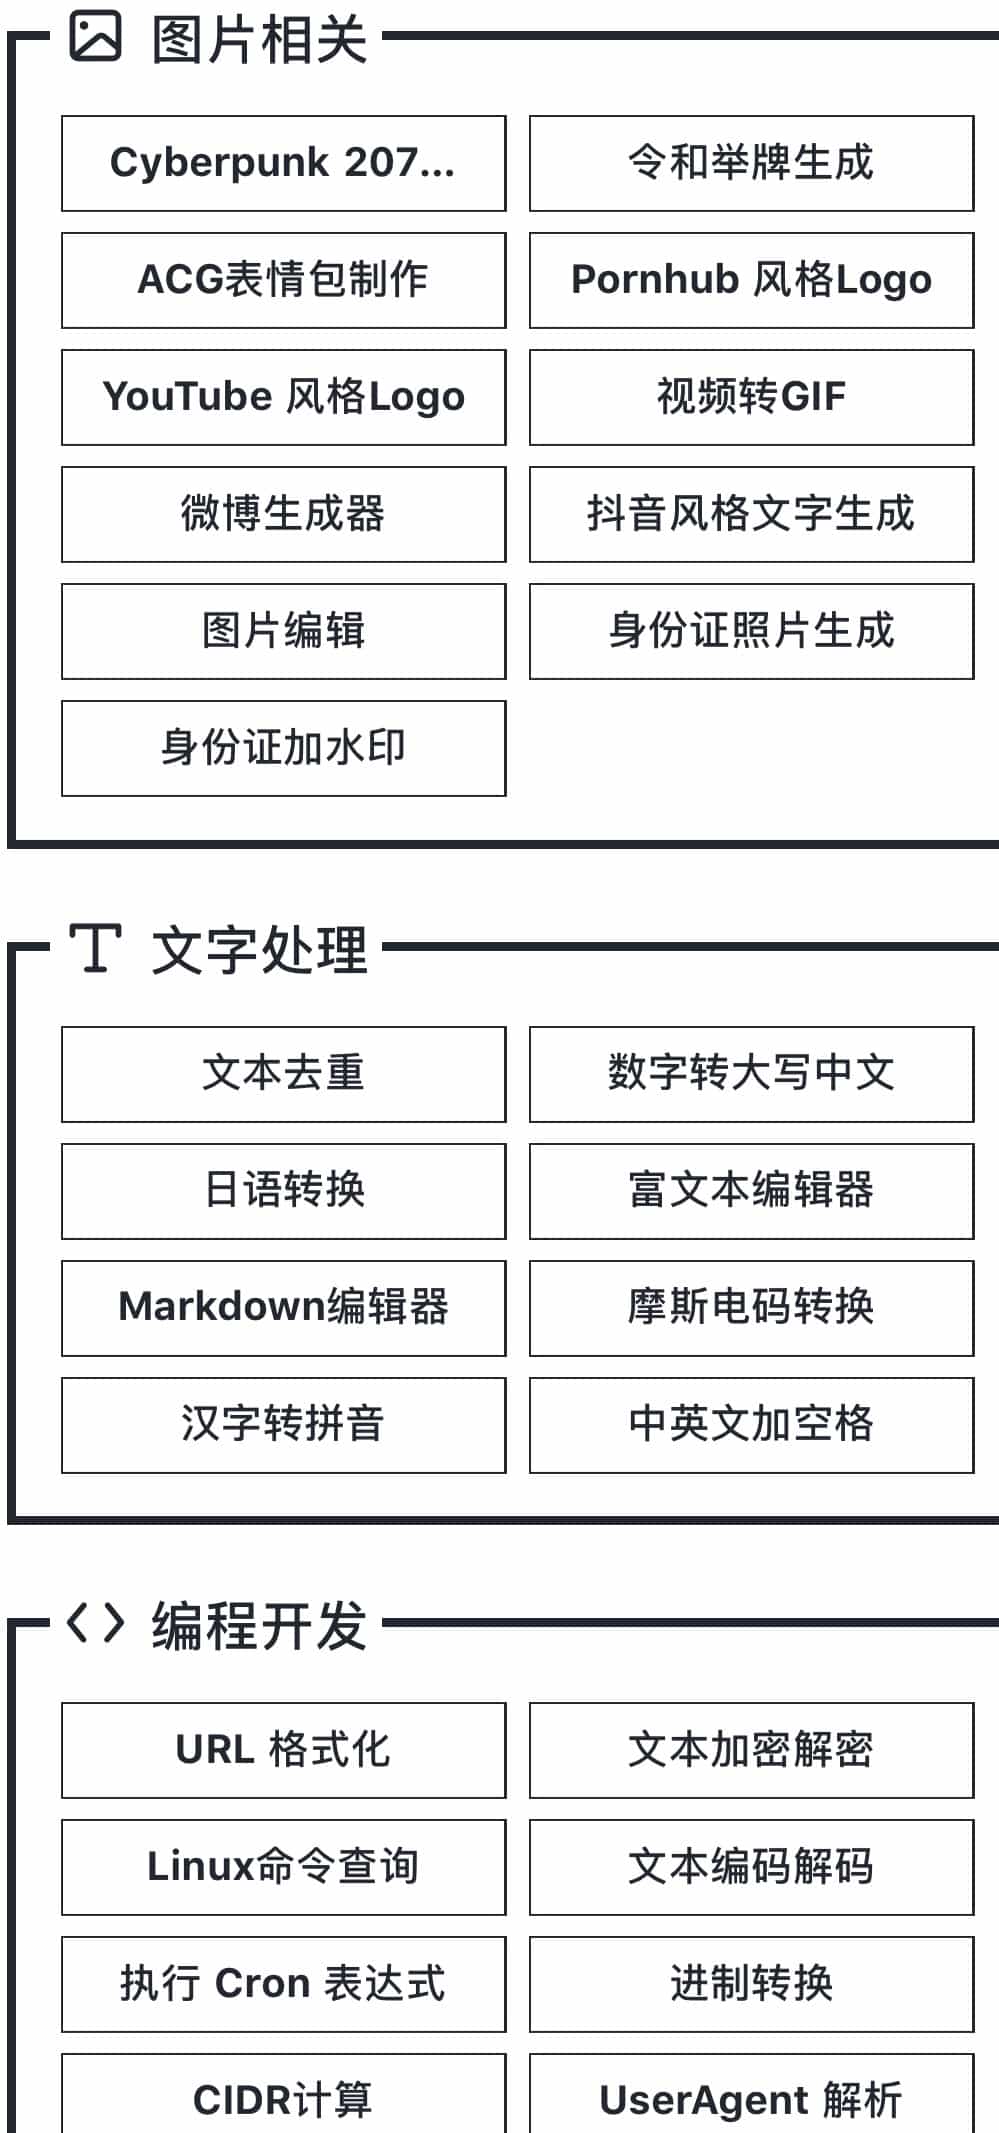 图片相关
Cyberpunk 207...
令和举牌生成
ACG表情包制作
Pornhub 风格Logo
YouTube 风格Logo
视频转GIF
微博生成器
抖音风格文字生成
图片编辑
身份证照片生成
身份证加水印
文字处理
文本去重
数字转大写中文
日语转换
富文本编辑器
Markdown编辑器
摩斯电码转换
汉字转拼音
中英文加空格
编程开发
URL 格式化
文本加密解密
Linux命令查询
文本编码解码
执行 Cron 表达式
进制转换
CIDR计算
UserAgent 解析